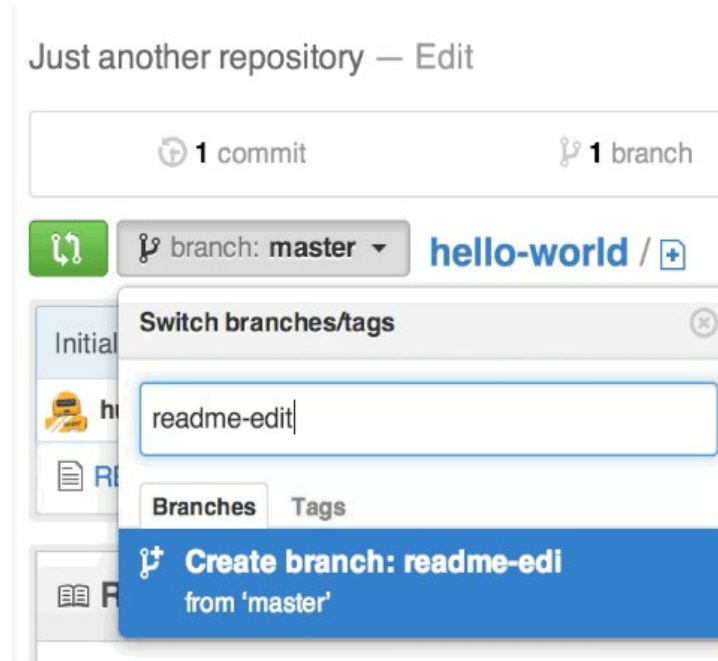 Just another repository — Edit
1 commit
1 branch
branch: master
hello-world /
Switch branches/tags
Initial
readme-edit
Branches Tags
Create branch: readme-edi
from ‘master’